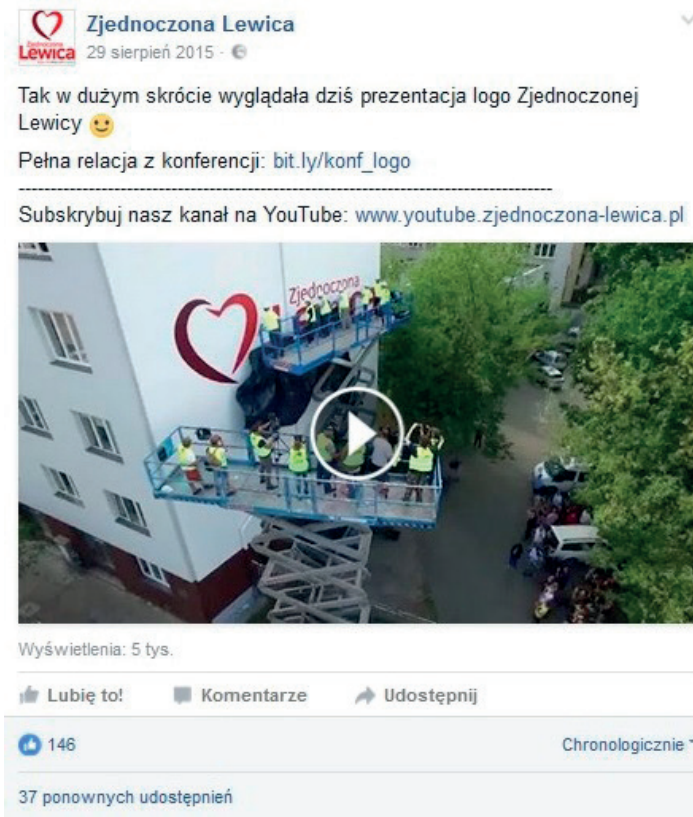 Zjednoczona
Lewica
Zjednoczona Lewica
29 sierpień 2015 ·
Tak w dużym skrócie wyglądała dziś prezentacja logo Zjednoczonej
Lewicy
Pełna relacja z konferencji: bit.ly/konf_logo
--------------------------------------------------------------------------------
Subskrybuj nasz kanał na YouTube: www.youtube.zjednoczona-lewica.pl
Zjednoczona
Wyświetlenia: 5 tys.
Lubię to! Komentarze Udostępnij
146 Chronologicznie
37 ponownych udostępnień